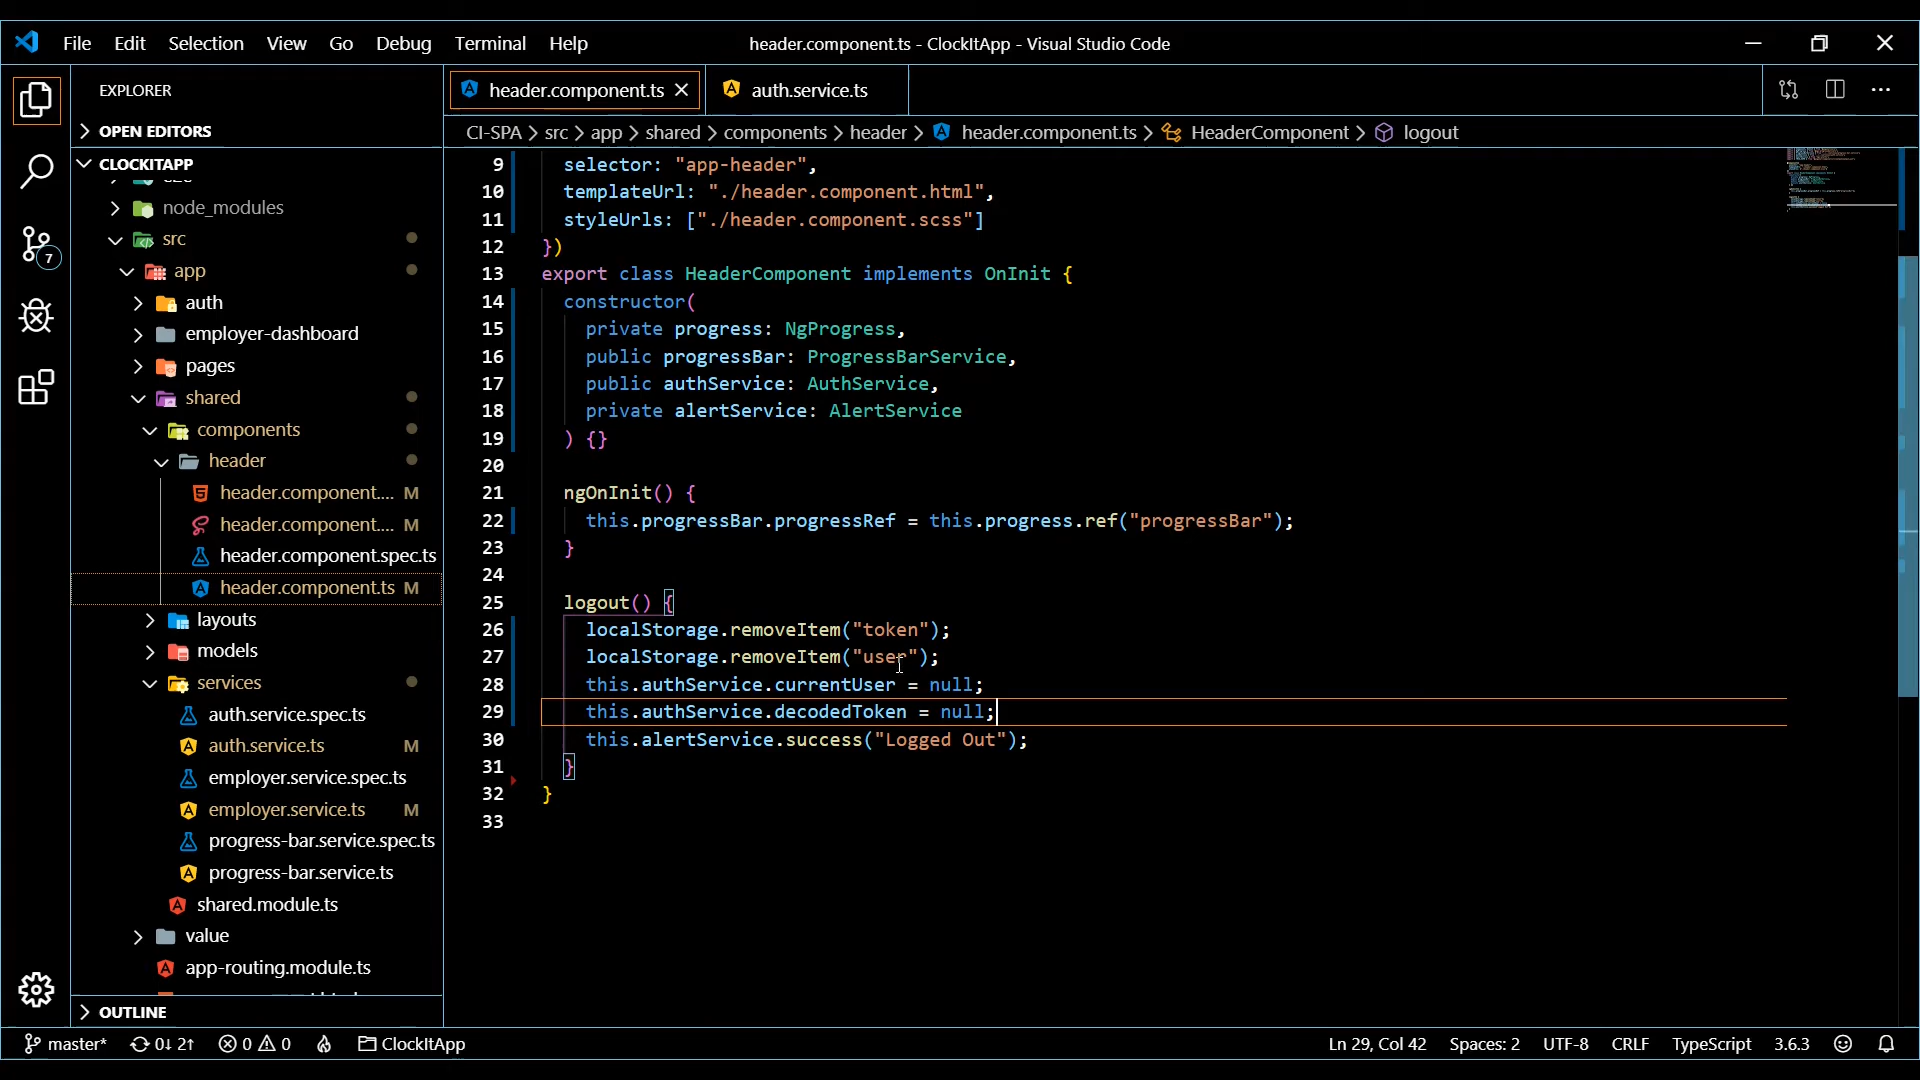 File Edit Selection View Go Debug Terminal Help
header.component.ts - ClockItApp - Visual Studio Code
EXPLORER
OPEN EDITORS
CLOCKITAPP
node_modules
src
app
auth
employer-dashboard
pages
shared
components
header
header.component.... M
header.component.... M
header.component.spec.ts
header.component.ts M
layouts
models
services
auth.service.spec.ts
auth.service.ts M
employer.service.spec.ts
employer.service.ts M
progress-bar.service.spec.ts
progress-bar.service.ts
shared.module.ts
value
app-routing.module.ts
OUTLINE
7
header.component.ts
auth.service.ts
CI-SPA > src > app > shared > components > header > header.component.ts > HeaderComponent > logout
9 selector: "app-header",
10 templateUrl: "./header.component.html",
11 styleUrls: ["./header.component.scss"]
12 })
13 export class HeaderComponent implements OnInit {
14 constructor(
15 private progress: NgProgress,
16 public progressBar: ProgressBarService,
17 public authService: AuthService,
18 private alertService: AlertService
19 ) {}
20
21 ngOnInit() {
22 this.progressBar.progressRef = this.progress.ref("progressBar");
23 }
24
25 logout() {
26 localStorage.removeItem("token");
27 localStorage.removeItem("user");
28 this.authService.currentUser = null;
29 this.authService.decodedToken = null;
30 this.alertService.success("Logged Out");
31 }
32 }
33
master* 0↓ 2↑ 0 0 ClockItApp
Ln 29, Col 42 Spaces: 2 UTF-8 CRLF TypeScript 3.6.3